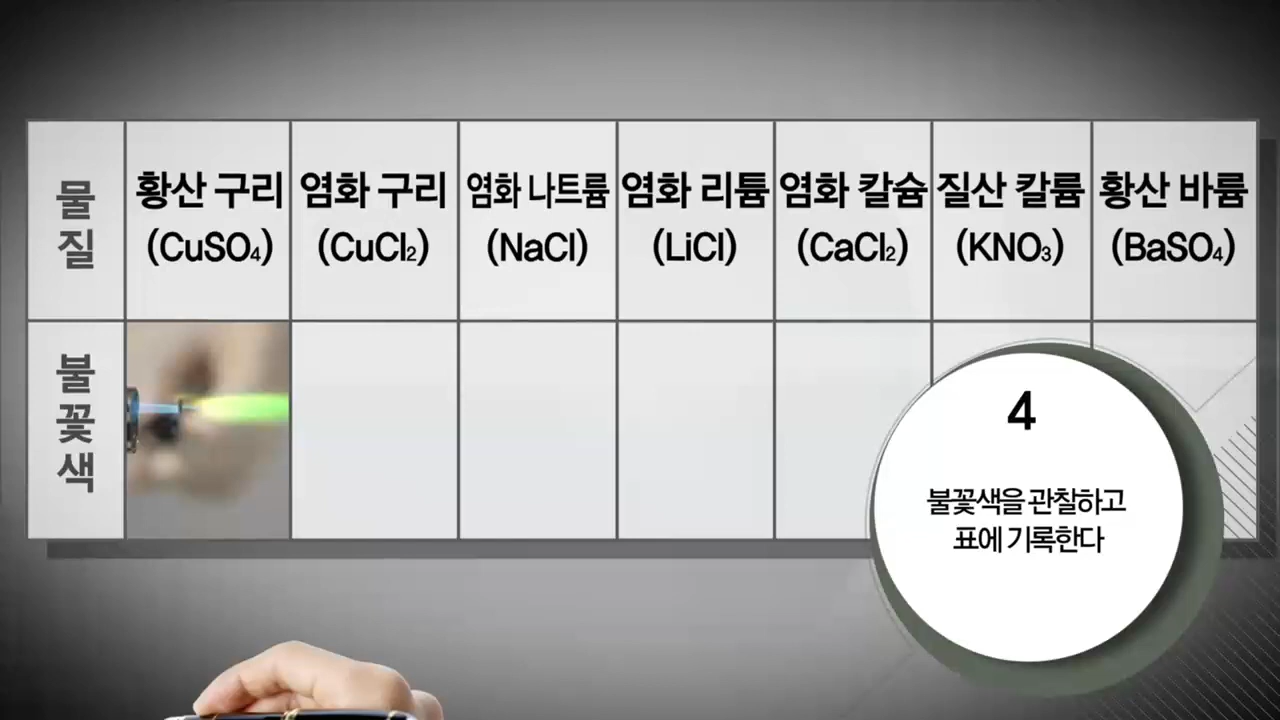 물질
황산 구리
(CuSO₄)
염화 구리
(CuCl₂)
염화 나트륨
(NaCl)
염화 리튬
(LiCl)
염화 칼슘
(CaCl₂)
질산 칼륨
(KNO₃)
황산 바륨
(BaSO₄)
불꽃색
4
불꽃색을 관찰하고
표에 기록한다